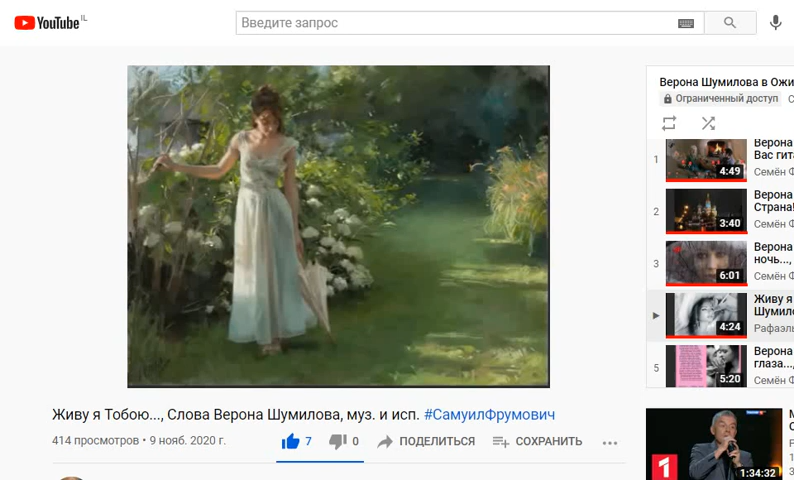 YouTube IL
Введите запрос
Верона Шумилова в Ожи
Ограниченный доступ
1
4:49
Верона
Вас гит
Семён Ф
2
3:40
Верона
Страна!
Семён Ф
3
6:01
Верона
ночь...,
Семён Ф
4:24
Живу я
Шумил
Рафаэль
5
5:20
Верона
глаза...,
Семён Ф
Живу я Тобою..., Слова Верона Шумилова, муз. и исп. #СамуилФрумович
414 просмотров • 9 нояб. 2020 г.
7
0
ПОДЕЛИТЬСЯ
СОХРАНИТЬ
1
1:34:32